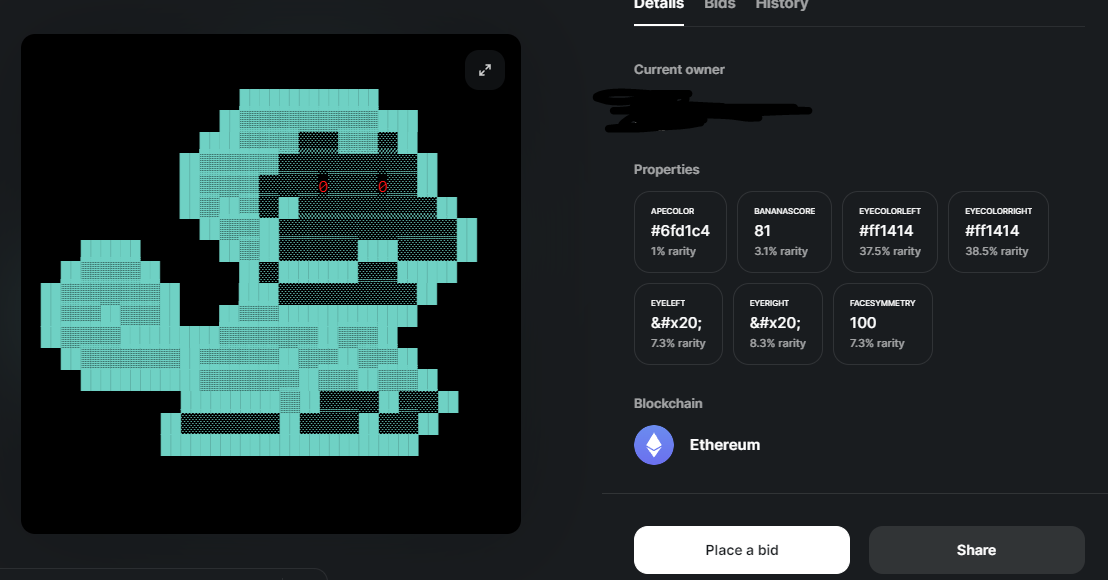 Details Bids History
Current owner
Properties
APECOLOR
#6fd1c4
1% rarity
BANANASCORE
81
3.1% rarity
EYECOLORLEFT
#ff1414
37.5% rarity
EYECOLORRIGHT
#ff1414
38.5% rarity
EYELEFT
&#x20;
7.3% rarity
EYERIGHT
&#x20;
8.3% rarity
FACESYMMETRY
100
7.3% rarity
0 0
Blockchain
Ethereum
Place a bid
Share